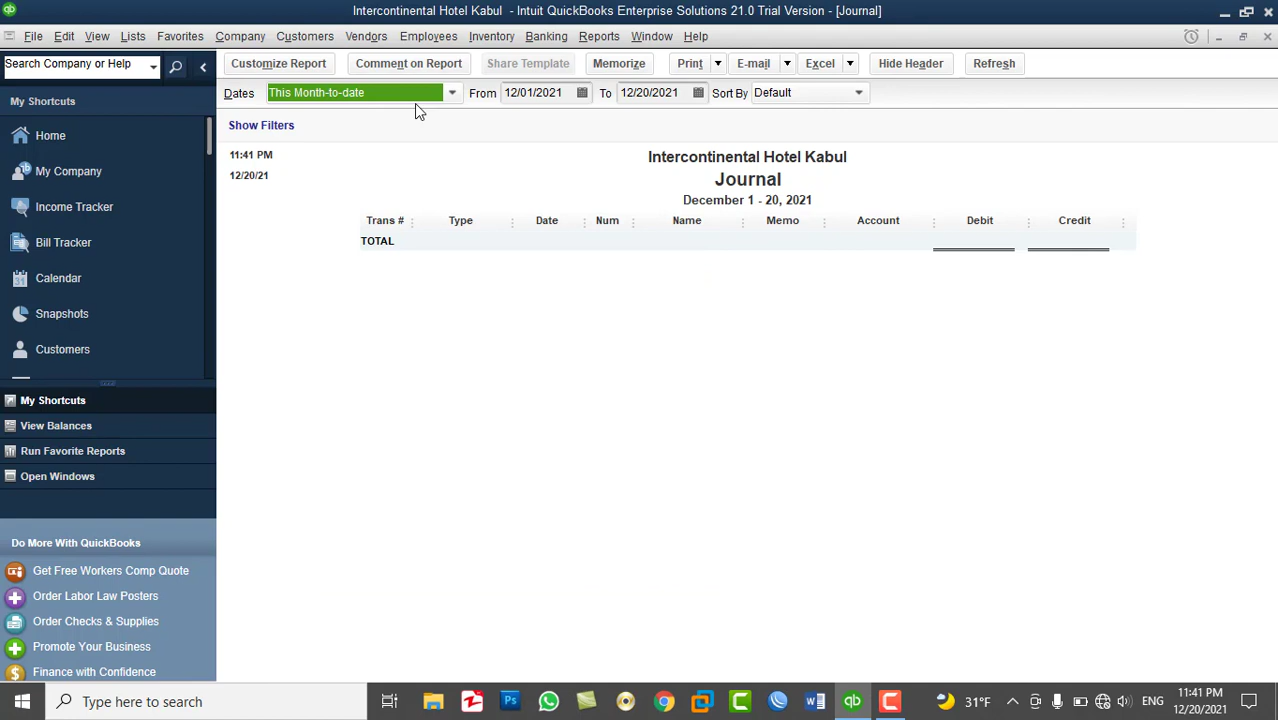 Intercontinental Hotel Kabul - Intuit QuickBooks Enterprise Solutions 21.0 Trial Version - [Journal]
File Edit View Lists Favorites Company Customers Vendors Employees Inventory Banking Reports Window Help
Search Company or Help
Customize Report Comment on Report Share Template Memorize Print E-mail Excel Hide Header Refresh
Dates This Month-to-date From 12/01/2021 To 12/20/2021 Sort By Default
My Shortcuts
Home
My Company
Income Tracker
Bill Tracker
Calendar
Snapshots
Customers
My Shortcuts
View Balances
Run Favorite Reports
Open Windows
Do More With QuickBooks
Get Free Workers Comp Quote
Order Labor Law Posters
Order Checks & Supplies
Promote Your Business
Finance with Confidence
Show Filters
11:41 PM
12/20/21
Intercontinental Hotel Kabul
Journal
December 1 - 20, 2021
Trans # Type Date Num Name Memo Account Debit Credit
TOTAL
Type here to search
31°F
ENG
11:41 PM
12/20/2021